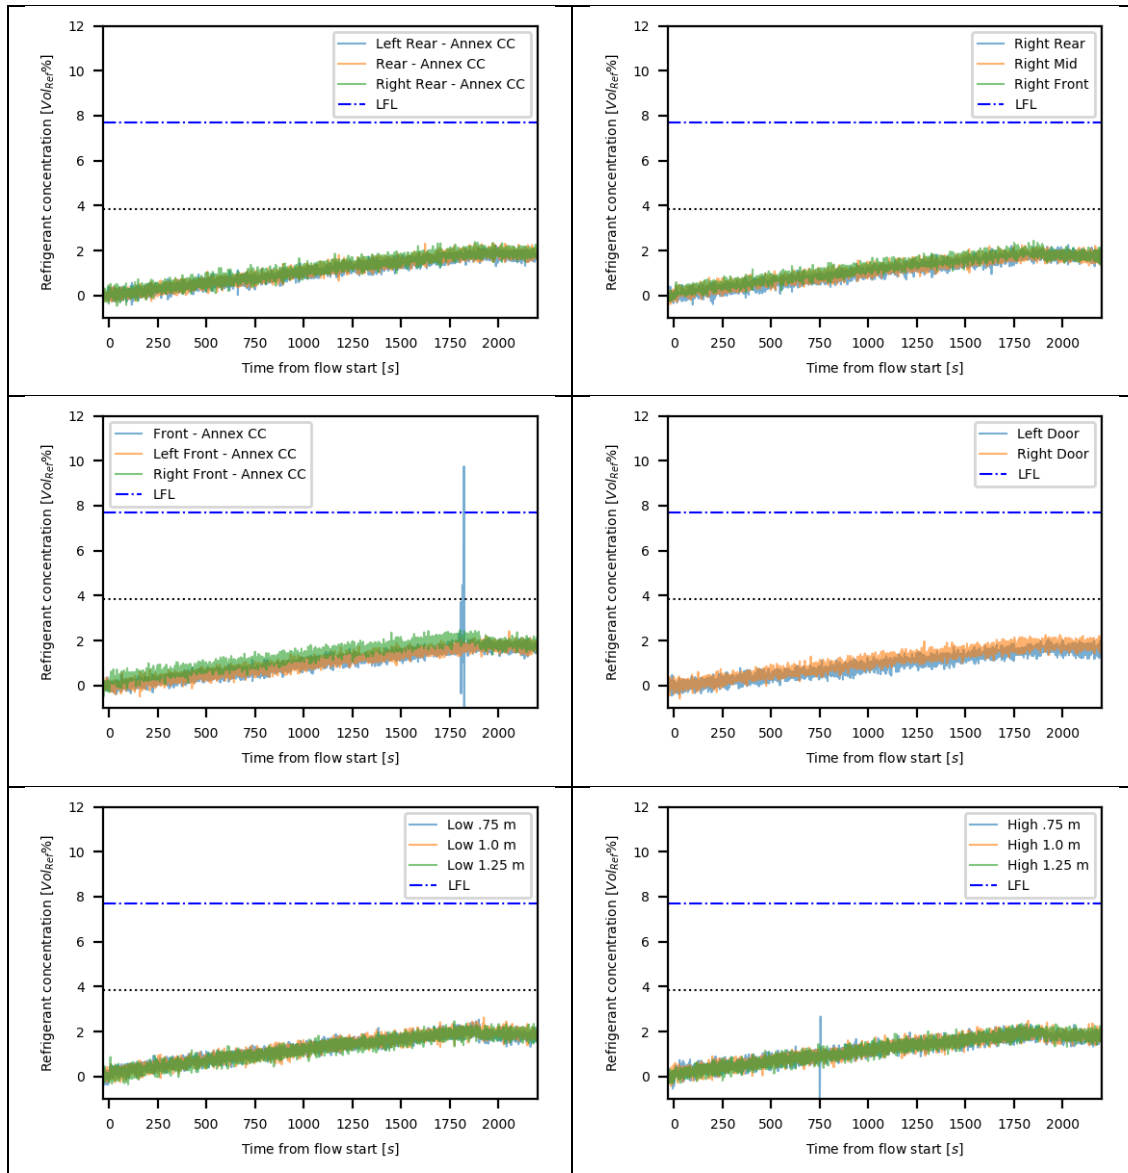 12
10
8
6
4
2
0
Refrigerant concentration [Vol_Ref%]
Left Rear - Annex CC
Rear - Annex CC
Right Rear - Annex CC
LFL
0 250 500 750 1000 1250 1500 1750 2000
Time from flow start [s]
12
10
8
6
4
2
0
Refrigerant concentration [Vol_Ref%]
Right Rear
Right Mid
Right Front
LFL
0 250 500 750 1000 1250 1500 1750 2000
Time from flow start [s]
12
10
8
6
4
2
0
Refrigerant concentration [Vol_Ref%]
Front - Annex CC
Left Front - Annex CC
Right Front - Annex CC
LFL
0 250 500 750 1000 1250 1500 1750 2000
Time from flow start [s]
12
10
8
6
4
2
0
Refrigerant concentration [Vol_Ref%]
Left Door
Right Door
LFL
0 250 500 750 1000 1250 1500 1750 2000
Time from flow start [s]
12
10
8
6
4
2
0
Refrigerant concentration [Vol_Ref%]
Low .75 m
Low 1.0 m
Low 1.25 m
LFL
0 250 500 750 1000 1250 1500 1750 2000
Time from flow start [s]
12
10
8
6
4
2
0
Refrigerant concentration [Vol_Ref%]
High .75 m
High 1.0 m
High 1.25 m
LFL
0 250 500 750 1000 1250 1500 1750 2000
Time from flow start [s]